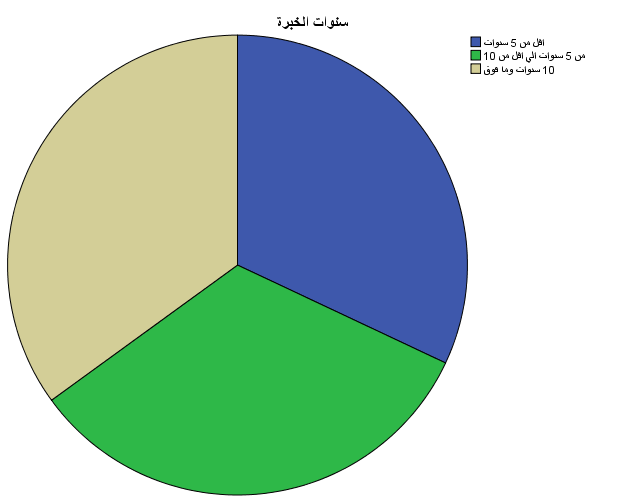 سنوات الخبرة
اقل من 5 سنوات
من 5 سنوات الي اقل من 10
10 سنوات وما فوق